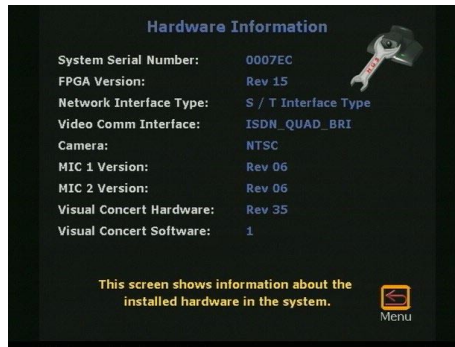 Hardware Information
System Serial Number: 0007EC
FPGA Version: Rev 15
Network Interface Type: S / T Interface Type
Video Comm Interface: ISDN_QUAD_BRI
Camera: NTSC
MIC 1 Version: Rev 06
MIC 2 Version: Rev 06
Visual Concert Hardware: Rev 35
Visual Concert Software: 1
This screen shows information about the
installed hardware in the system.
Menu